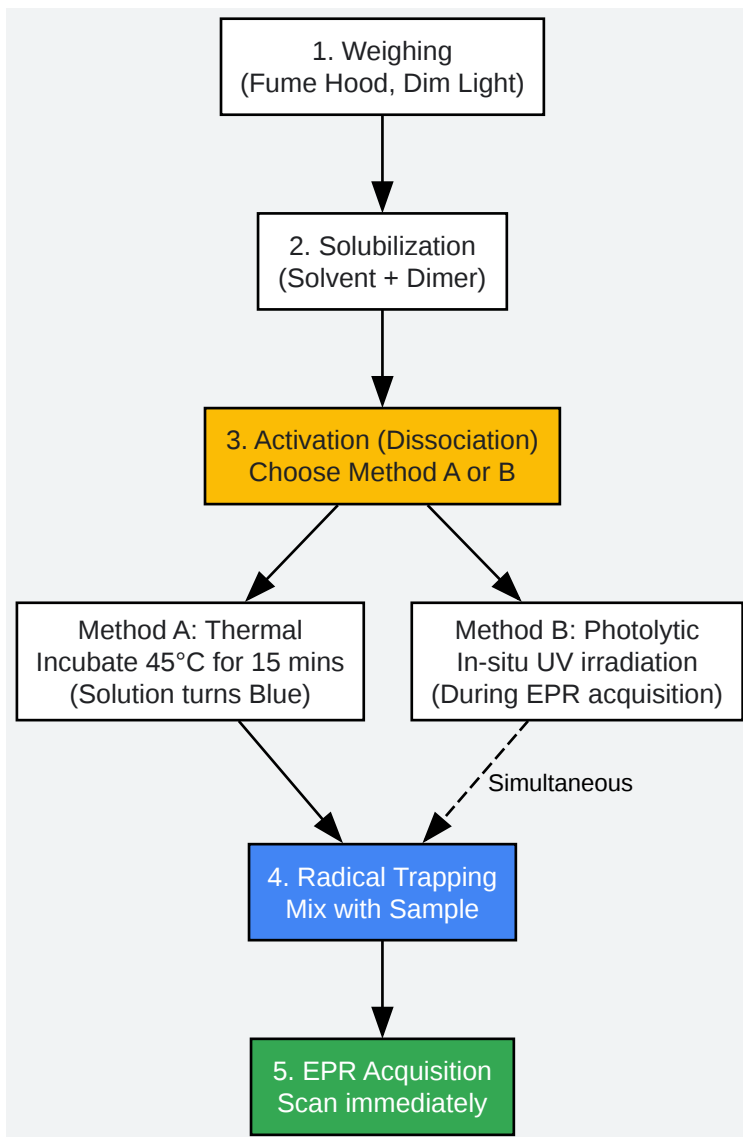 1. Weighing
(Fume Hood, Dim Light)
2. Solubilization
(Solvent + Dimer)
3. Activation (Dissociation)
Choose Method A or B
Method A: Thermal
Incubate 45°C for 15 mins
(Solution turns Blue)
Method B: Photolytic
In-situ UV irradiation
(During EPR acquisition)
Simultaneous
4. Radical Trapping
Mix with Sample
5. EPR Acquisition
Scan immediately